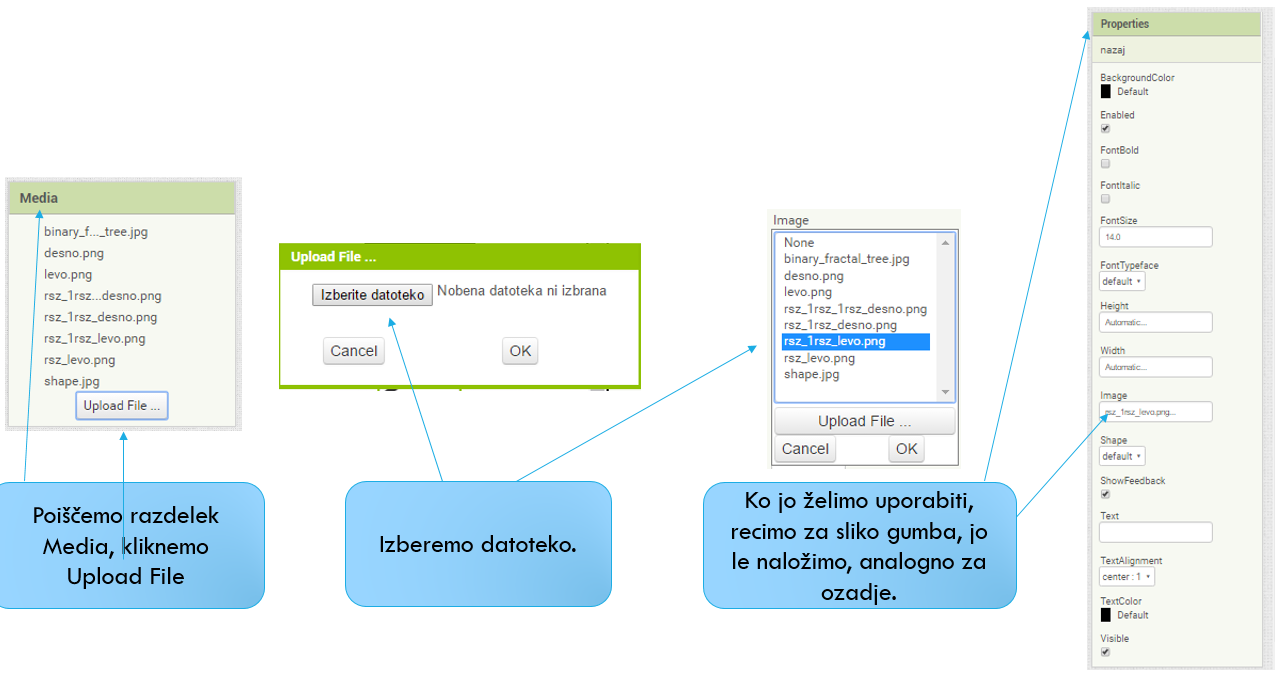 Media
binary_f..._tree.jpg
desno.png
levo.png
rsz_1rsz...desno.png
rsz_1rsz_desno.png
rsz_1rsz_levo.png
rsz_levo.png
shape.jpg
Upload File ...
Poiščemo razdelek
Media, kliknemo
Upload File
Upload File ...
Izberite datoteko Nobena datoteka ni izbrana
Cancel OK
Izberemo datoteko.
Image
None
binary_fractal_tree.jpg
desno.png
levo.png
rsz_1rsz_1rsz_desno.png
rsz_1rsz_desno.png
rsz_1rsz_levo.png
rsz_levo.png
shape.jpg
Upload File ...
Cancel OK
Ko jo želimo uporabiti,
recimo za sliko gumba, jo
le naložimo, analogno za
ozadje.
Properties
nazaj
BackgroundColor
Default
Enabled
FontBold
FontItalic
FontSize
14.0
FontTypeface
default
Height
Automatic...
Width
Automatic...
Image
rsz_1rsz_levo.png...
Shape
default
ShowFeedback
Text
TextAlignment
center : 1
TextColor
Default
Visible